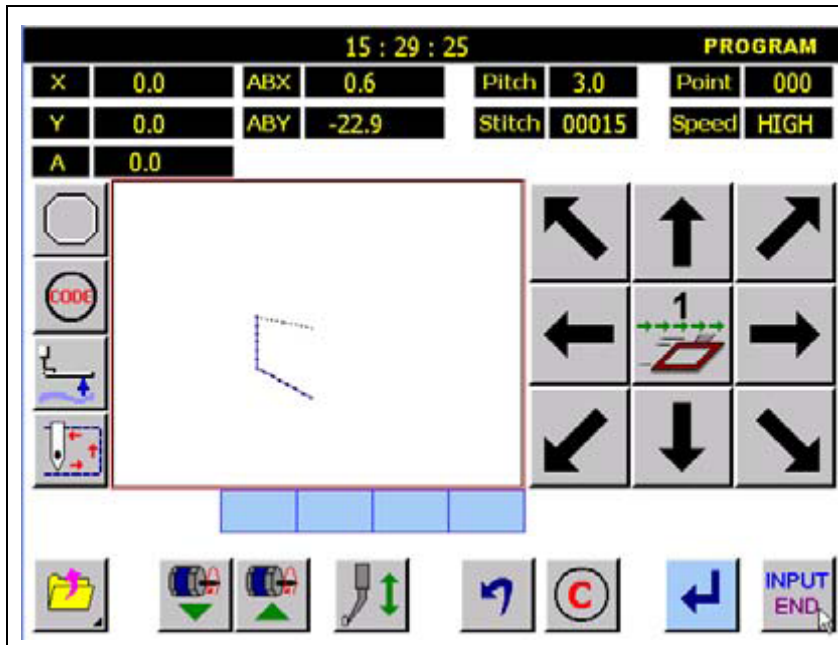 15 : 29 : 25 PROGRAM
X 0.0 ABX 0.6 Pitch 3.0 Point 000
Y 0.0 ABY -22.9 Stitch 00015 Speed HIGH
A 0.0
CODE
1
C
INPUT
END